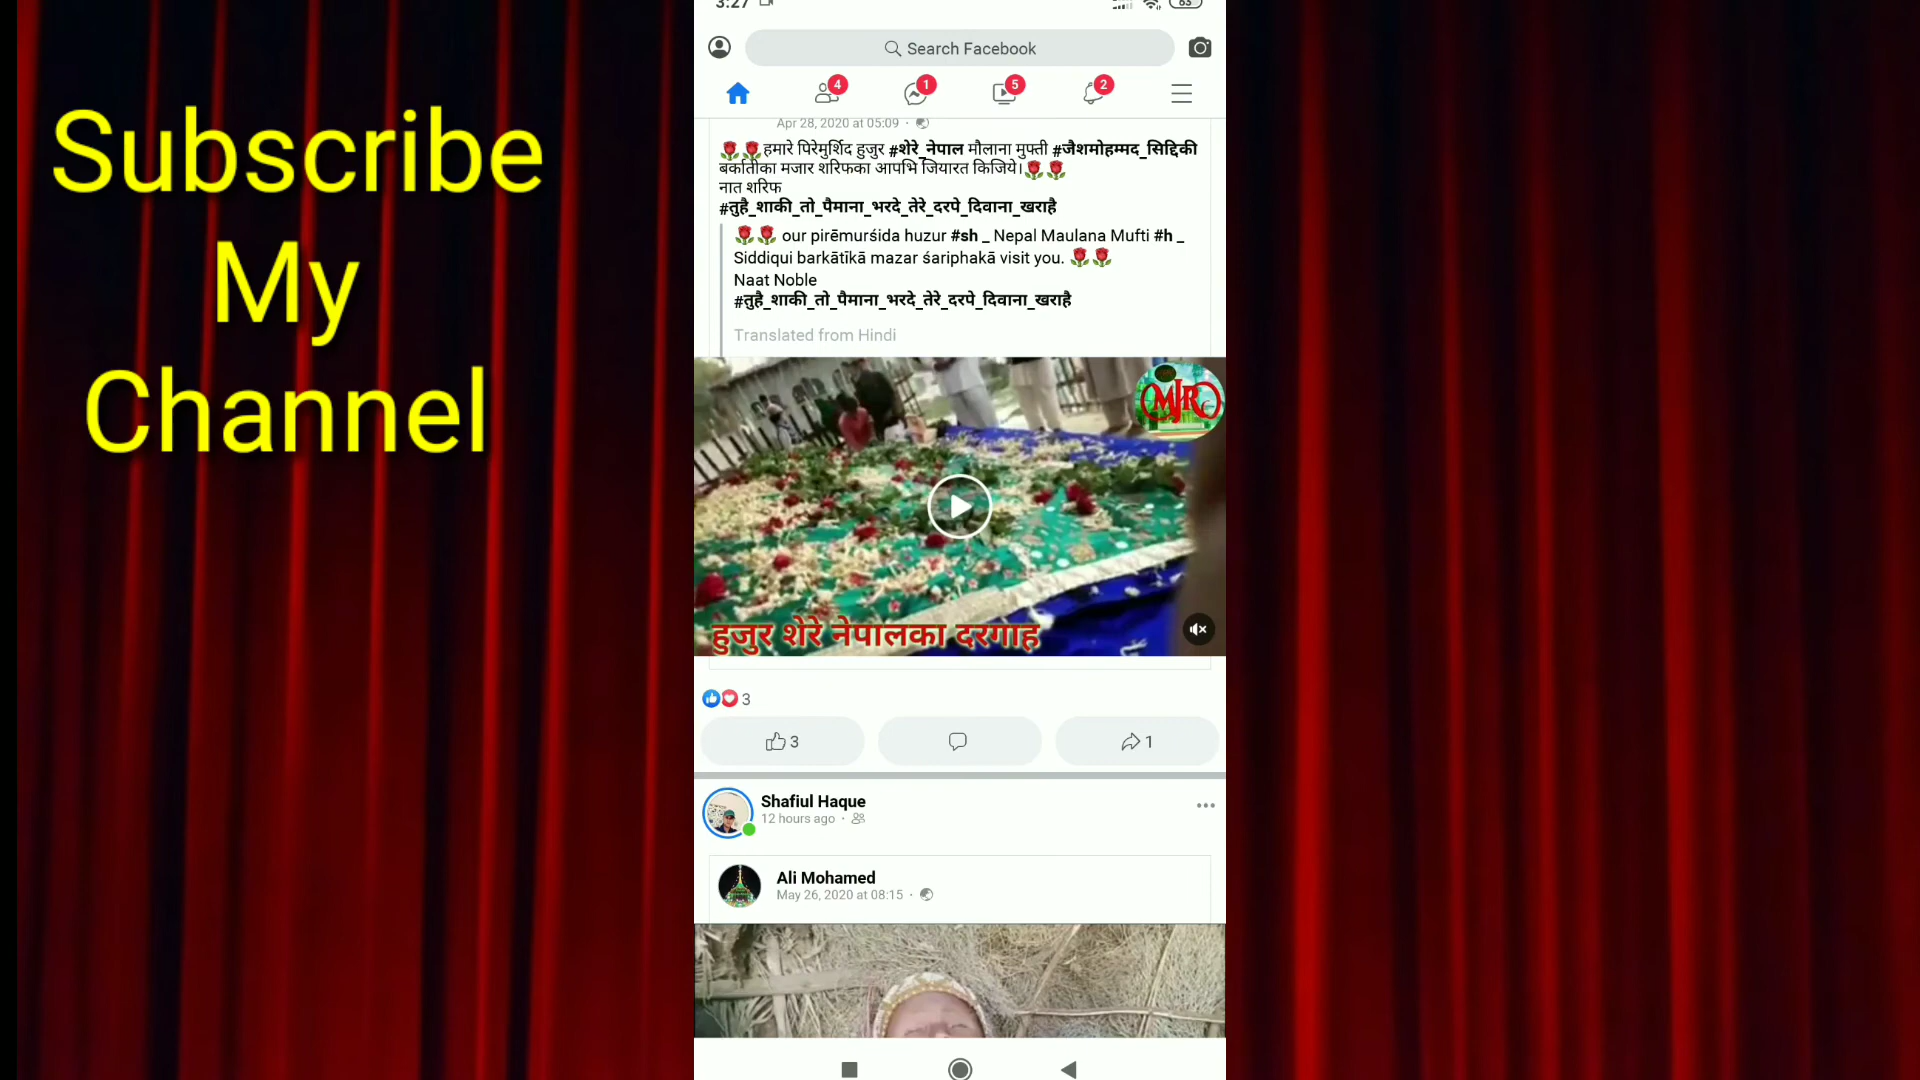 Subscribe
My
Channel
3:27
63
Search Facebook
4
1
5
2
Apr 28, 2020 at 05:09 ·
🌹🌹हमारे पिरेमुर्शिद हुजुर #शेरे_नेपाल मौलाना मुफ्ती #जैशमोहम्मद_सिद्दिकी
बर्कातीका मजार शरिफका आपभि जियारत किजिये।🌹🌹
नात शरिफ
#तुहै_शाकी_तो_पैमाना_भरदे_तेरे_दरपे_दिवाना_खराहै
🌹🌹 our pirēmurśida huzur #sh _ Nepal Maulana Mufti #h _
Siddiqui barkātīkā mazar śariphakā visit you. 🌹🌹
Naat Noble
#तुहै_शाकी_तो_पैमाना_भरदे_तेरे_दरपे_दिवाना_खराहै
Translated from Hindi
MJR
हुजुर शेरे नेपालका दरगाह
3
3
1
Shafiul Haque
12 hours ago ·
Ali Mohamed
May 26, 2020 at 08:15 ·